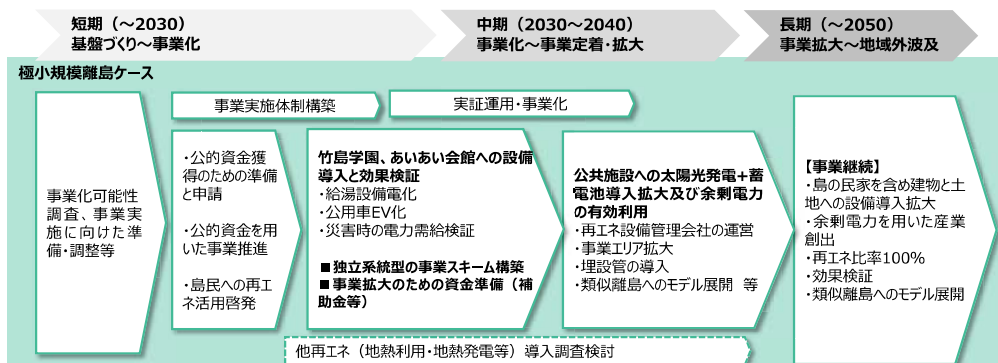 短期（～2030）
基盤づくり～事業化
中期（2030～2040）
事業化～事業定着・拡大
長期（～2050）
事業拡大～地域外波及
極小規模離島ケース
事業実施体制構築
実証運用・事業化
事業化可能性
調査、事業実
施に向けた準
備・調整等
・公的資金獲
得のための準備
と申請
・公的資金を用
いた事業推進
・島民への再エ
ネ活用啓発
竹島学園、あいあい会館への設備
導入と効果検証
・給湯設備電化
・公用車EV化
・災害時の電力需給検証
■独立系統型の事業スキーム構築
■事業拡大のための資金準備（補
助金等）
公共施設への太陽光発電+蓄
電池導入拡大及び余剰電力
の有効利用
・再エネ設備管理会社の運営
・事業エリア拡大
・埋設管の導入
・類似離島へのモデル展開 等
【事業継続】
・島の民家を含め建物と土
地への設備導入拡大
・余剰電力を用いた産業
創出
・再エネ比率100%
・効果検証
・類似離島へのモデル展開
他再エネ（地熱利用・地熱発電等）導入調査検討